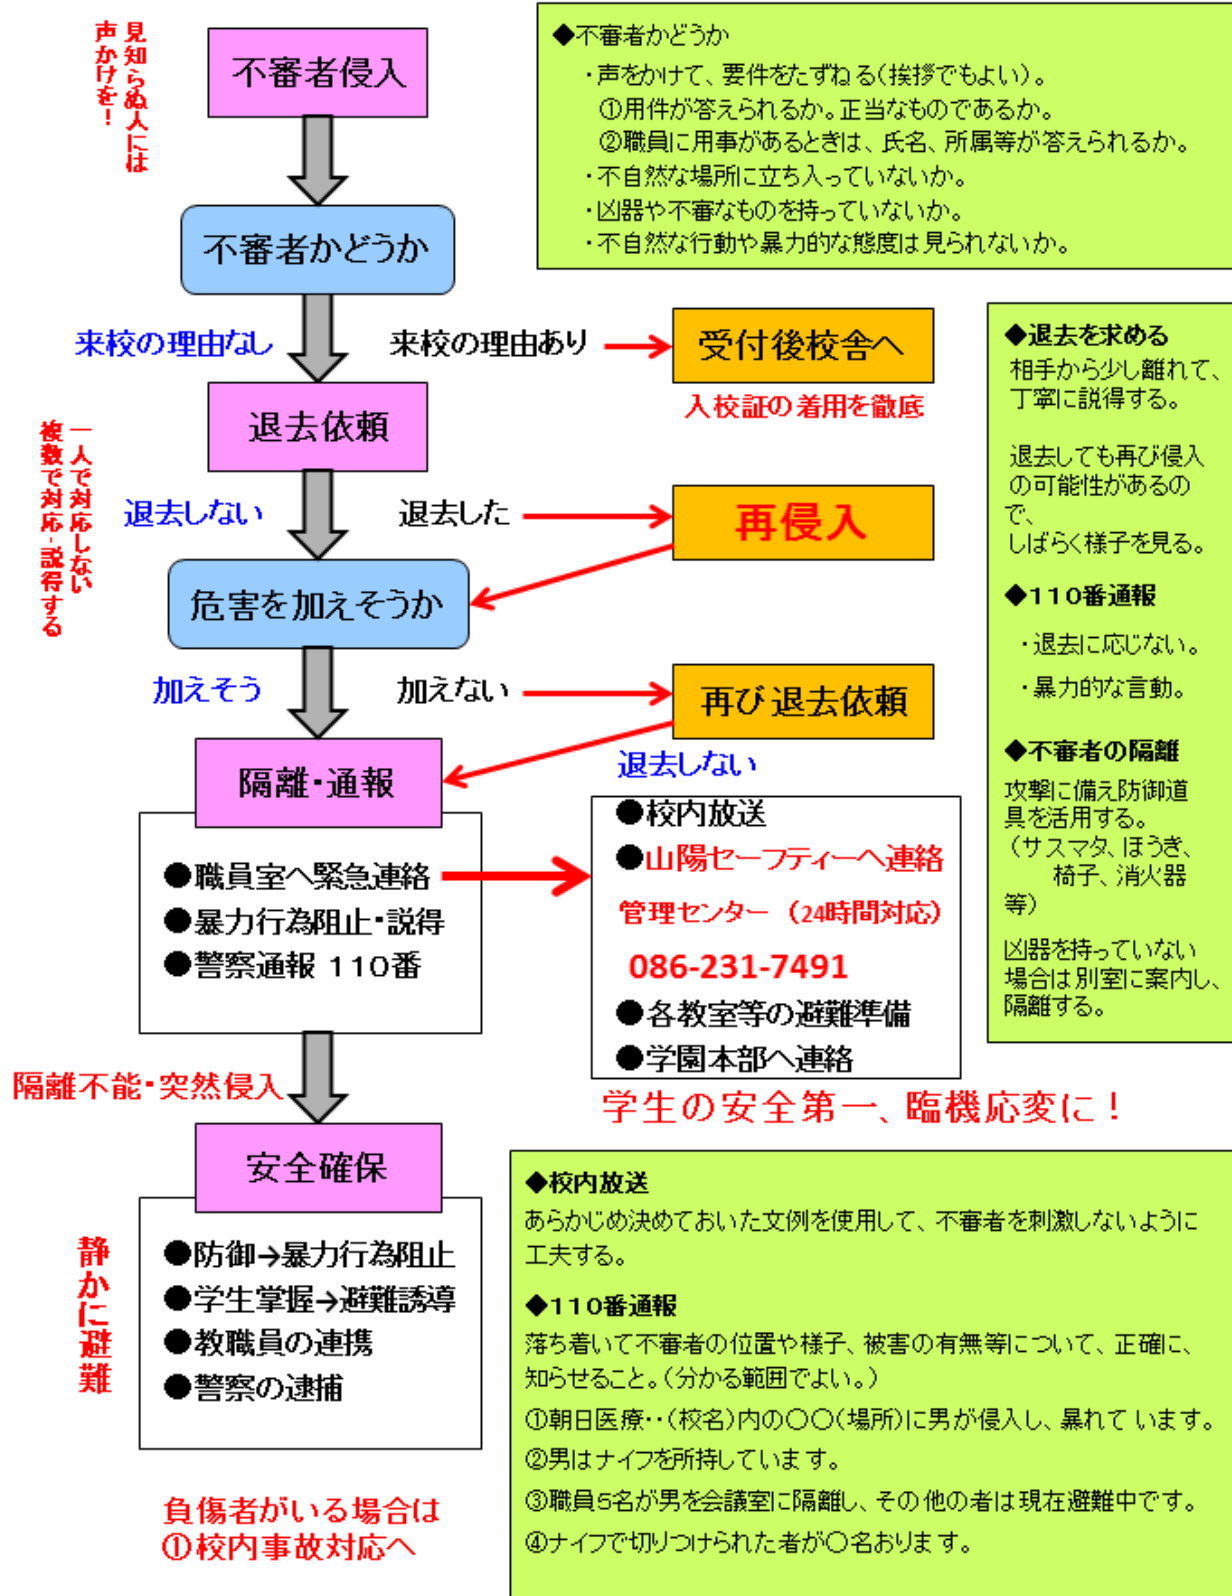 見知らぬ人には
声かけを！
不審者侵入
◆不審者かどうか
・声をかけて、要件をたずねる（挨拶でもよい）。
①用件が答えられるか。正当なものであるか。
②職員に用事があるときは、氏名、所属等が答えられるか。
・不自然な場所に立ち入っていないか。
・凶器や不審なものを持っていないか。
・不自然な行動や暴力的な態度は見られないか。
不審者かどうか
来校の理由なし
来校の理由あり
受付後校舎へ
入校証の着用を徹底
退去依頼
一人で対応しない
複数で対応・説得する
退去しない
退去した
再侵入
危害を加えそうか
加えそう
加えない
再び退去依頼
退去しない
◆退去を求める
相手から少し離れて、
丁寧に説得する。
退去しても再び侵入
の可能性があるの
で、
しばらく様子を見る。
◆110番通報
・退去に応じない。
・暴力的な言動。
◆不審者の隔離
攻撃に備え防御道
具を活用する。
（サスマタ、ほうき、
椅子、消火器
等）
凶器を持っていない
場合は別室に案内し、
隔離する。
隔離・通報
●職員室へ緊急連絡
●暴力行為阻止・説得
●警察通報 110番
●校内放送
●山陽セーフティーへ連絡
管理センター（24時間対応）
086-231-7491
●各教室等の避難準備
●学園本部へ連絡
隔離不能・突然侵入
学生の安全第一、臨機応変に！
安全確保
静かに避難
●防御→暴力行為阻止
●学生掌握→避難誘導
●教職員の連携
●警察の逮捕
負傷者がいる場合は
①校内事故対応へ
◆校内放送
あらかじめ決めておいた文例を使用して、不審者を刺激しないように
工夫する。
◆110番通報
落ち着いて不審者の位置や様子、被害の有無等について、正確に、
知らせること。（分かる範囲でよい。）
①朝日医療‥（校名）内の○○（場所）に男が侵入し、暴れています。
②男はナイフを所持しています。
③職員5名が男を会議室に隔離し、その他の者は現在避難中です。
④ナイフで切りつけられた者が○名おります。